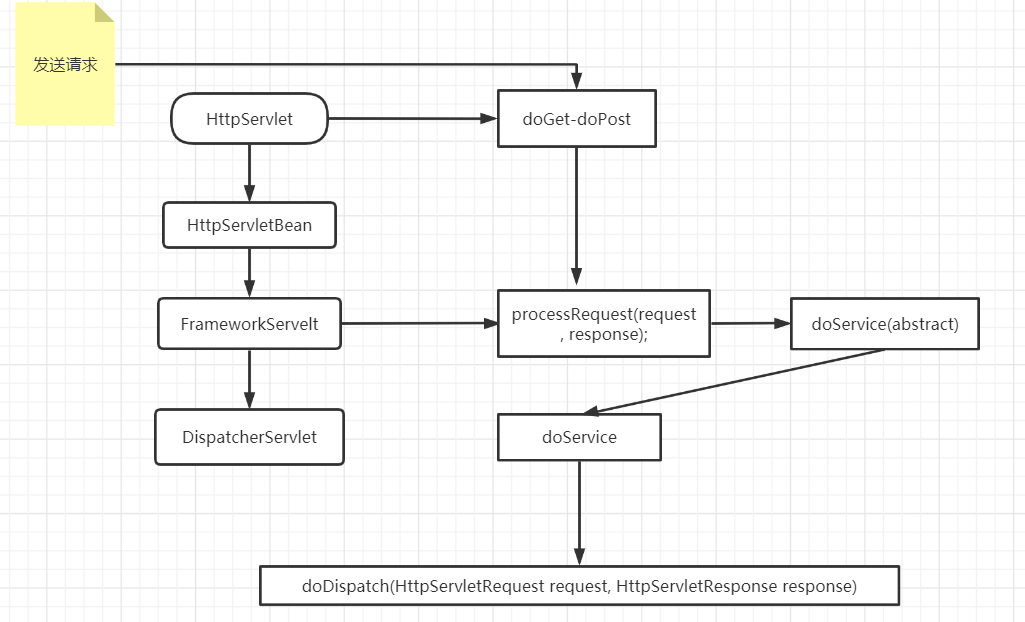 发送请求
HttpServlet
doGet-doPost
HttpServletBean
FrameworkServelt
processRequest(request
, response);
doService(abstract)
DispatcherServlet
doService
doDispatch(HttpServletRequest request, HttpServletResponse response)